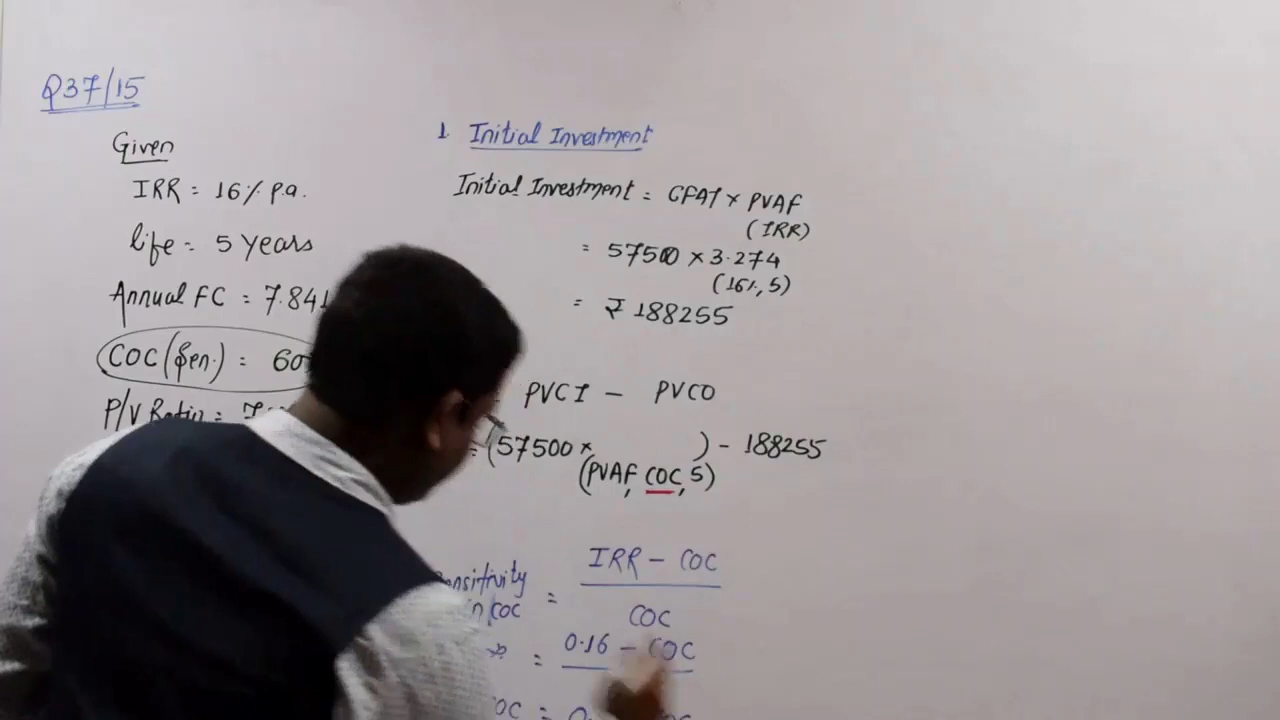 Q37/15
Given
IRR = 16% p.a.
life = 5 Years
Annual FC = 7.841
COC (Sen.) = 60
P/V Ratio =
1 Initial Investment
Initial Investment = CFAT × PVAF
(IRR)
= 57500 × 3.274
(16%, 5)
= ₹ 188255
PVCI - PVCO
= (57500 × ) - 188255
(PVAF, COC, 5)
IRR - COC
=
COC
0.16 - COC
=
=